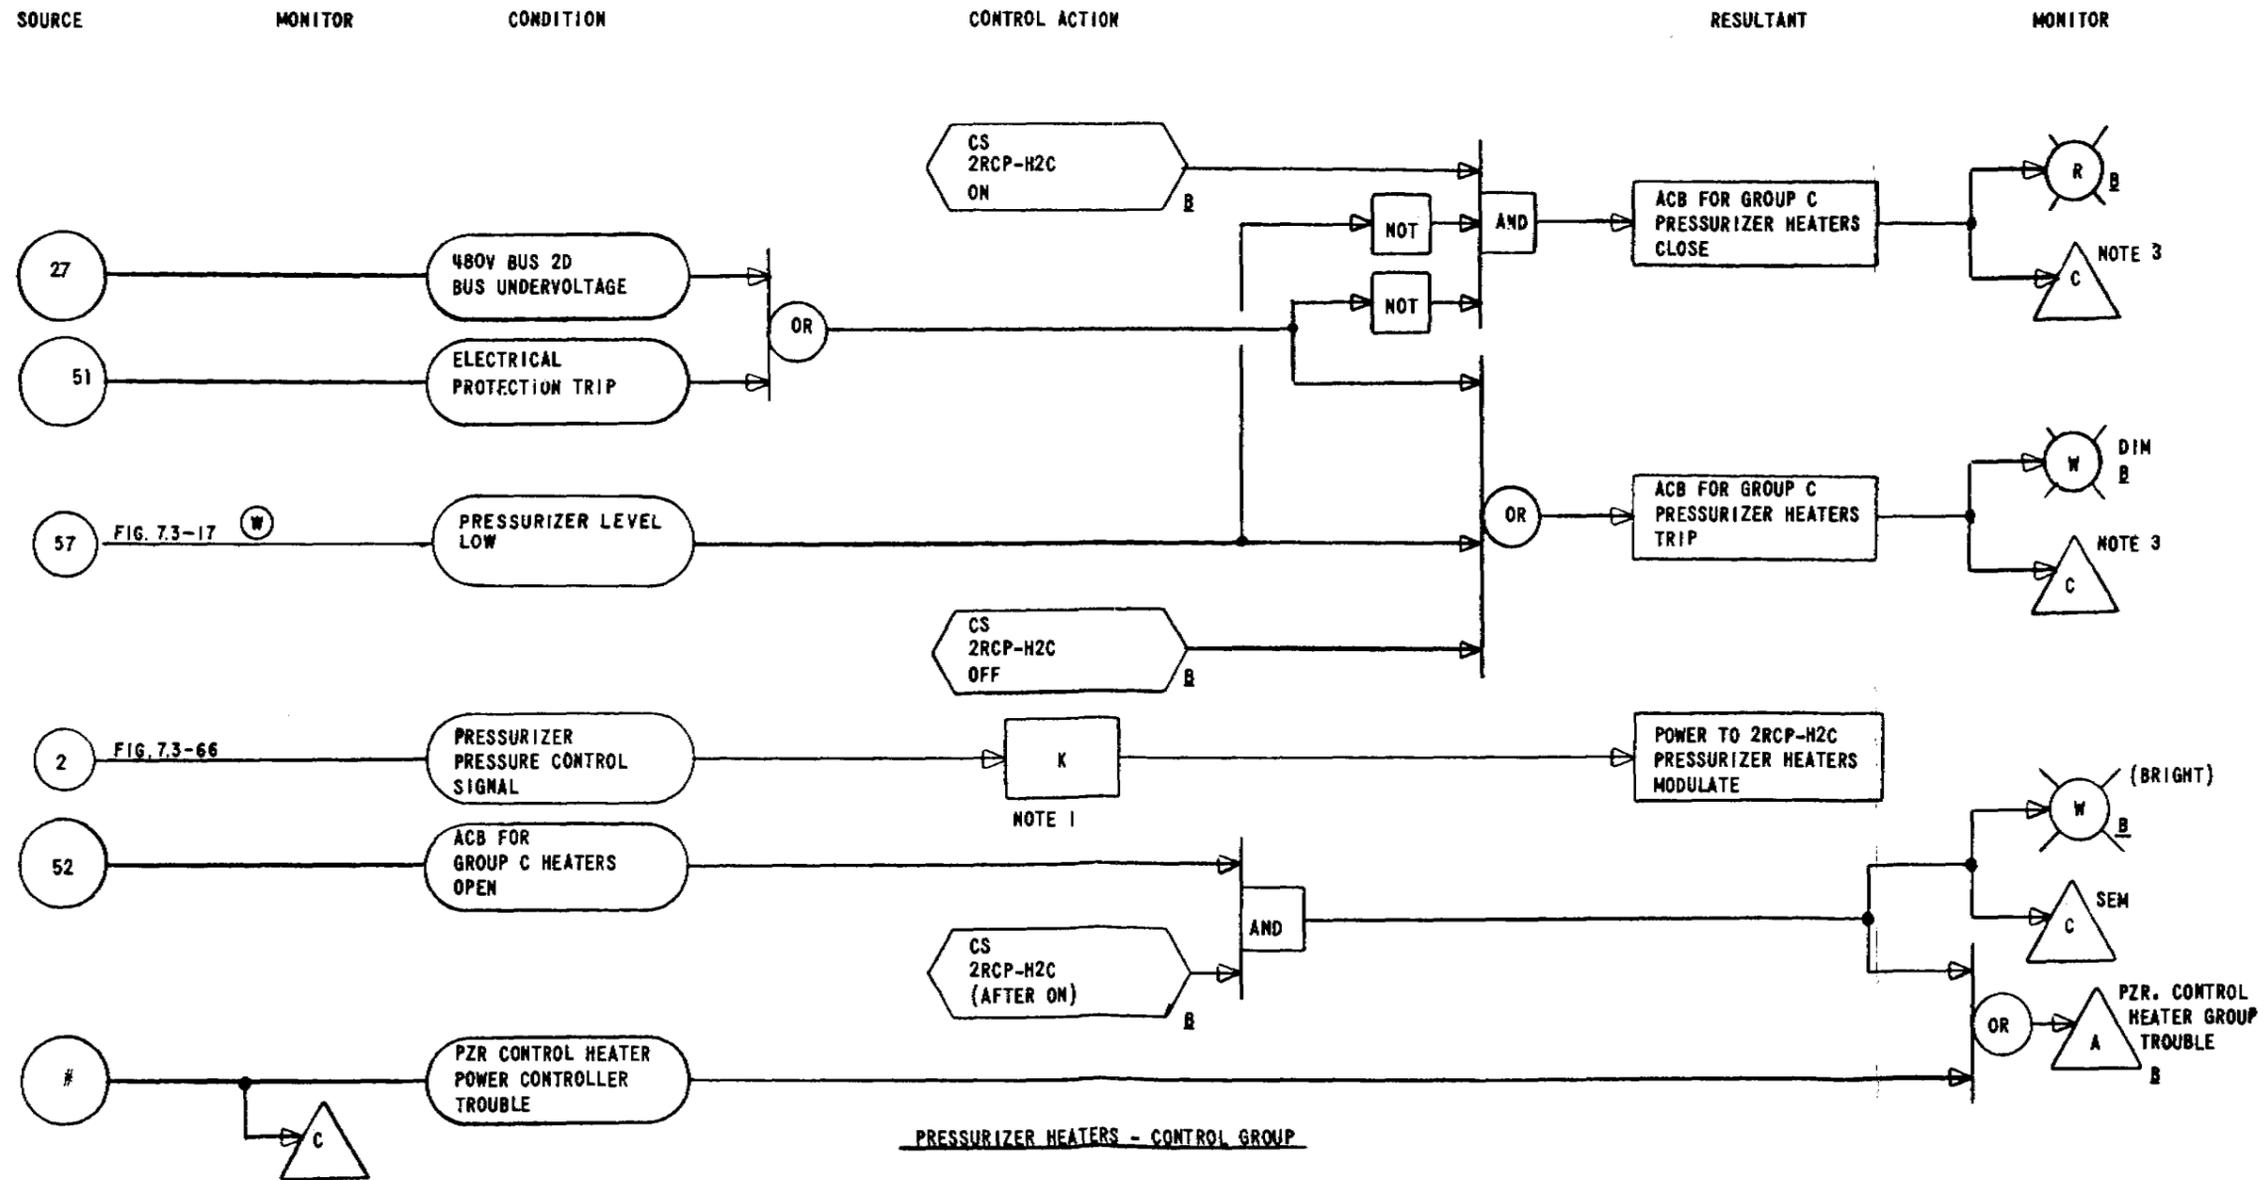 SOURCE MONITOR CONDITION CONTROL ACTION RESULTANT MONITOR
CS
2RCP-H2C
ON
B
NOT
NOT
AND
ACB FOR GROUP C
PRESSURIZER HEATERS
CLOSE
R
B
C
NOTE 3
27
480V BUS 2D
BUS UNDERVOLTAGE
OR
51
ELECTRICAL
PROTECTION TRIP
57
FIG. 7.3-17
W
PRESSURIZER LEVEL
LOW
OR
ACB FOR GROUP C
PRESSURIZER HEATERS
TRIP
W
DIM
B
C
NOTE 3
CS
2RCP-H2C
OFF
B
2
FIG. 7.3-66
PRESSURIZER
PRESSURE CONTROL
SIGNAL
K
NOTE 1
POWER TO 2RCP-H2C
PRESSURIZER HEATERS
MODULATE
52
ACB FOR
GROUP C HEATERS
OPEN
AND
W
(BRIGHT)
B
C
SEM
CS
2RCP-H2C
(AFTER ON)
B
OR
A
PZR. CONTROL
HEATER GROUP
TROUBLE
B
#
C
PZR CONTROL HEATER
POWER CONTROLLER
TROUBLE
PRESSURIZER HEATERS - CONTROL GROUP